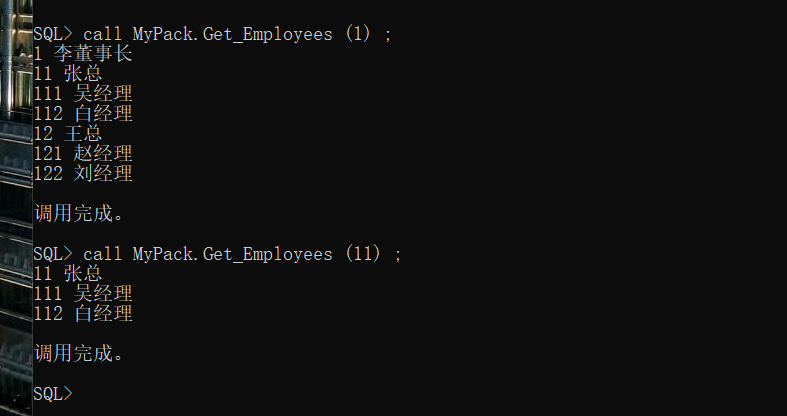 SQL> call MyPack.Get_Employees (1) ;
1 李董事长
11 张总
111 吴经理
112 白经理
12 王总
121 赵经理
122 刘经理
调用完成。
SQL> call MyPack.Get_Employees (11) ;
11 张总
111 吴经理
112 白经理
调用完成。
SQL>